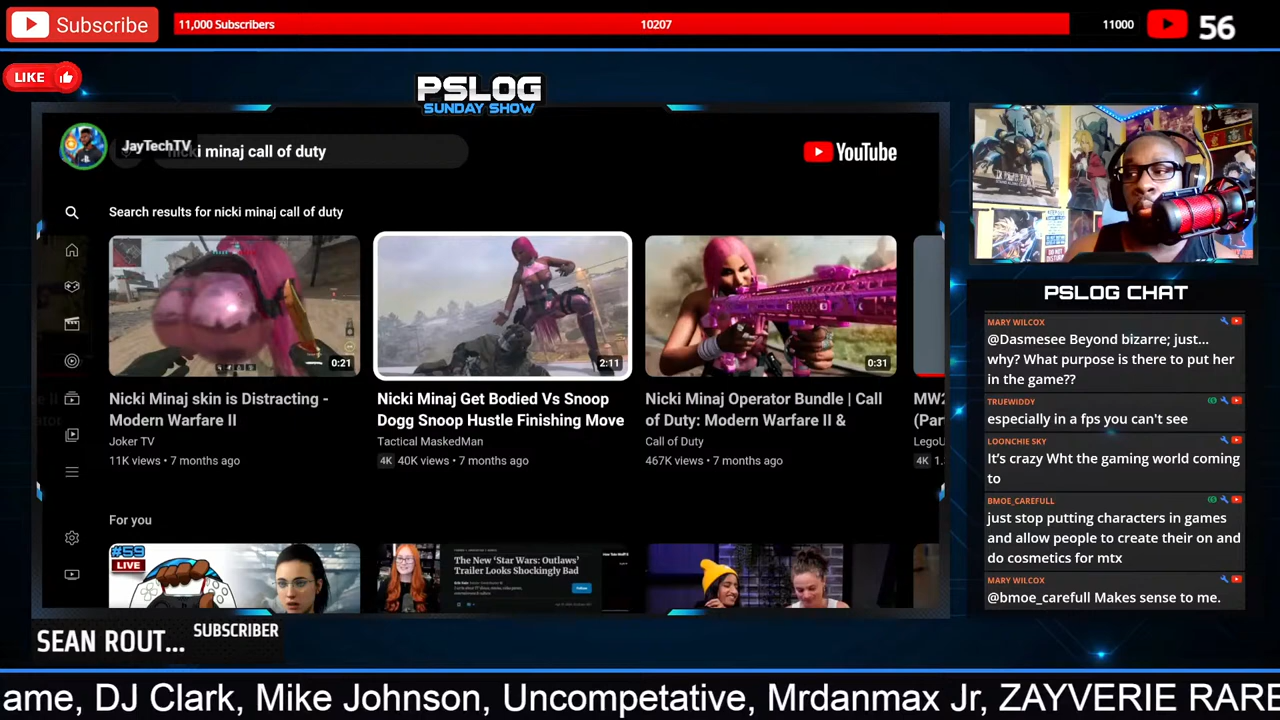 Subscribe
11,000 Subscribers
10207
11000
56
LIKE
PSLOG
SUNDAY SHOW
JayTechTV
nicki minaj call of duty
YouTube
Search results for nicki minaj call of duty
0:21
2:11
0:31
Nicki Minaj skin is Distracting -
Modern Warfare II
Joker TV
11K views • 7 months ago
Nicki Minaj Get Bodied Vs Snoop
Dogg Snoop Hustle Finishing Move
Tactical MaskedMan
4K 40K views • 7 months ago
Nicki Minaj Operator Bundle | Call
of Duty: Modern Warfare II &
Call of Duty
467K views • 7 months ago
MW2
(Par
LegoU
4K 1.
For you
#59
LIVE
The New 'Star Wars: Outlaws'
Trailer Looks Shockingly Bad
Follow
PSLOG CHAT
MARY WILCOX
@Dasmesee Beyond bizarre; just...
why? What purpose is there to put her
in the game??
TRUEWIDDY
especially in a fps you can't see
LOONCHIE SKY
It's crazy Wht the gaming world coming
to
BMOE_CAREFULL
just stop putting characters in games
and allow people to create their on and
do cosmetics for mtx
MARY WILCOX
@bmoe_carefull Makes sense to me.
SEAN ROUT...
SUBSCRIBER
ame, DJ Clark, Mike Johnson, Uncompetative, Mrdanmax Jr, ZAYVERIE RARE